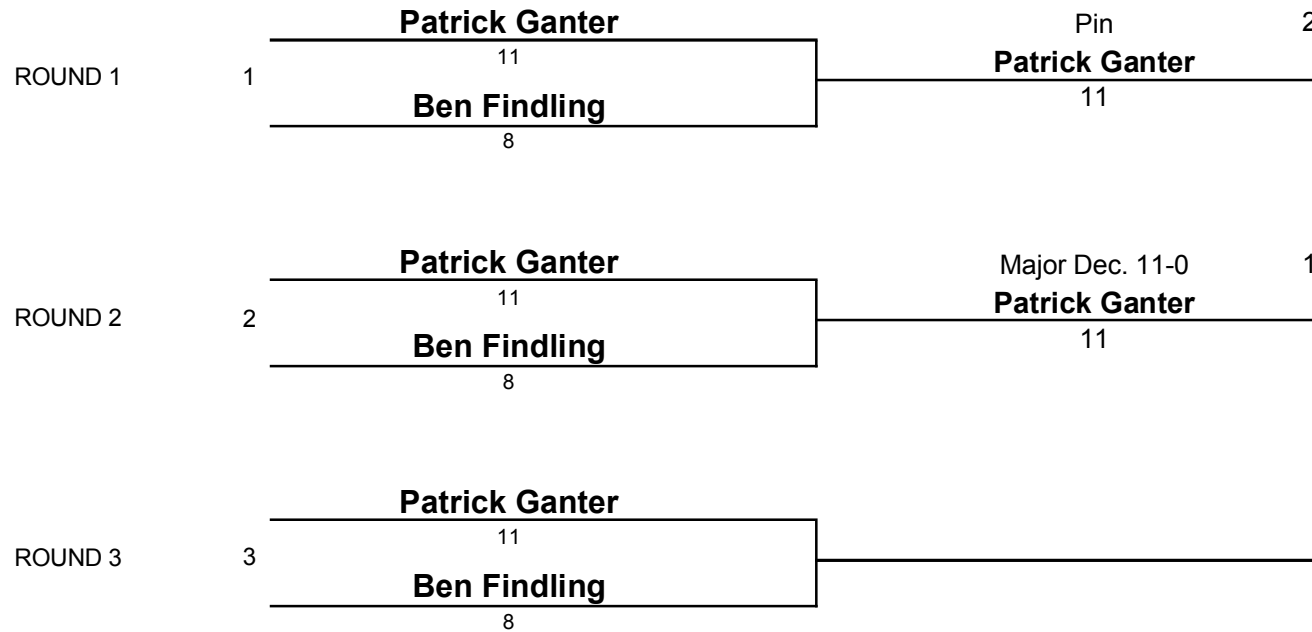 Patrick Ganter Pin 2
ROUND 1 1 11 Patrick Ganter
Ben Findling 11
8
Patrick Ganter Major Dec. 11-0 1
ROUND 2 2 11 Patrick Ganter
Ben Findling 11
8
Patrick Ganter
11
ROUND 3 3
Ben Findling
8